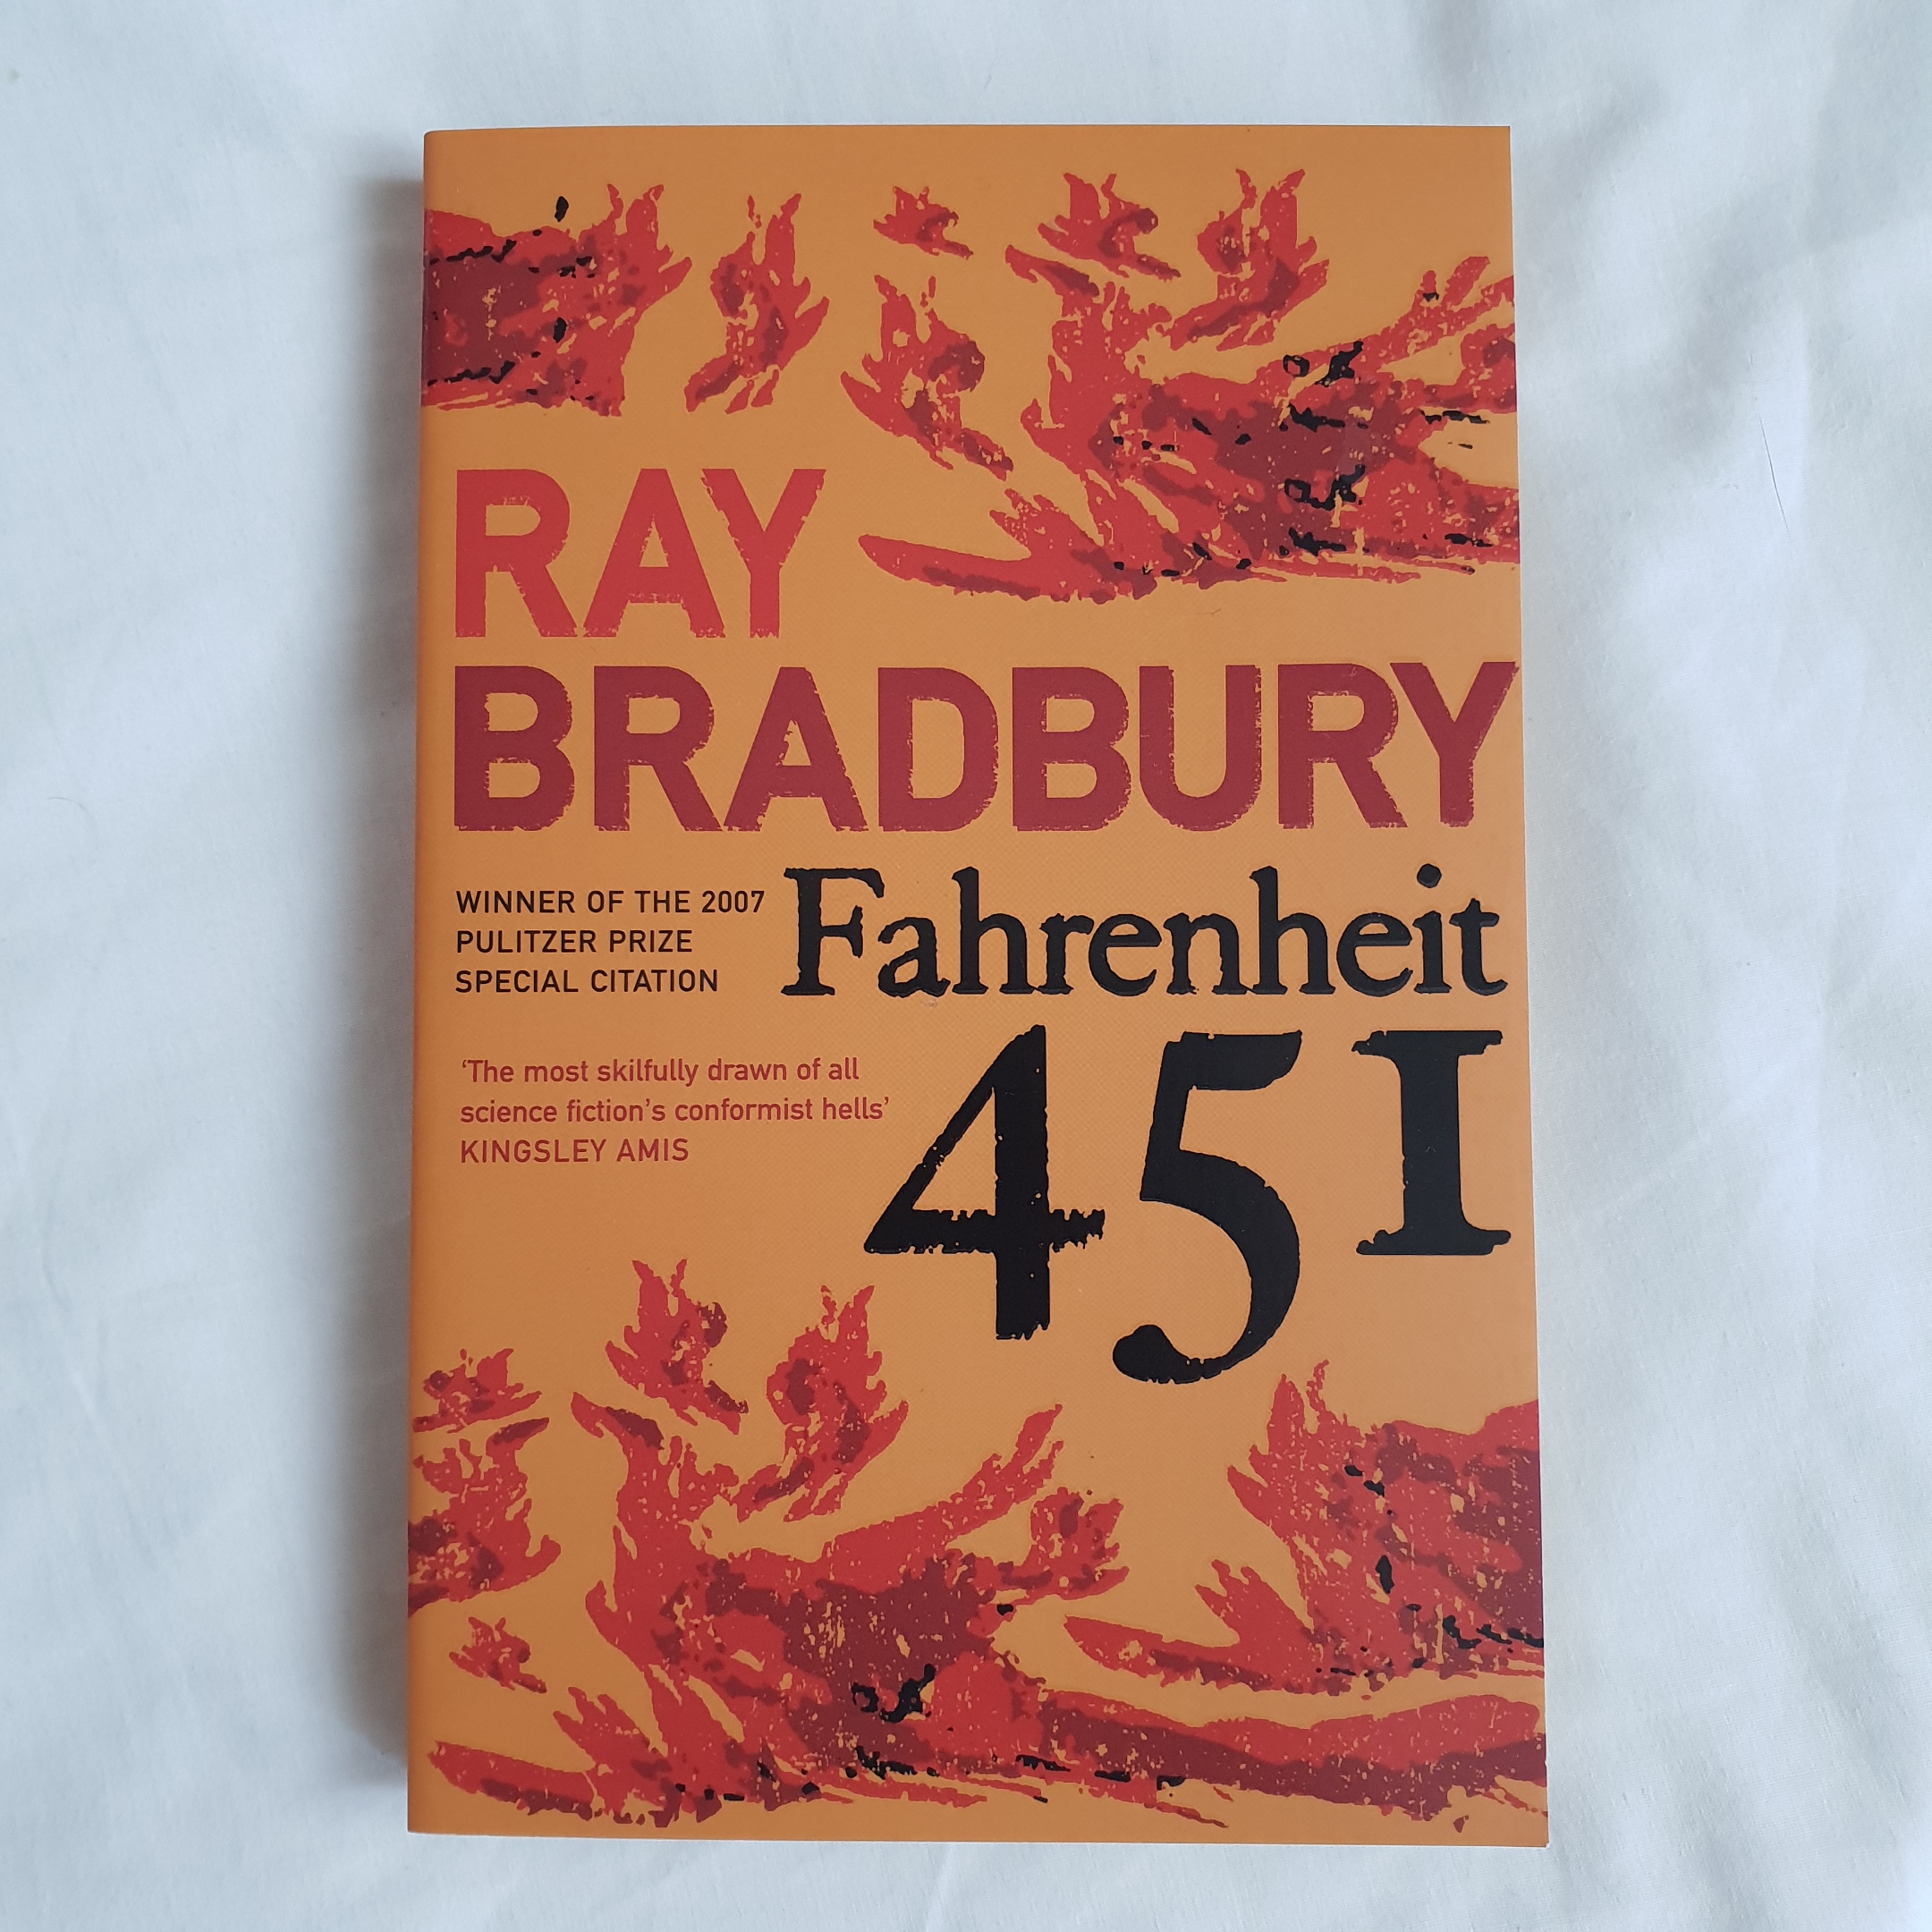 RAY
BRADBURY
WINNER OF THE 2007
PULITZER PRIZE
SPECIAL CITATION
Fahrenheit
451
‘The most skilfully drawn of all
science fiction’s conformist hells’
KINGSLEY AMIS